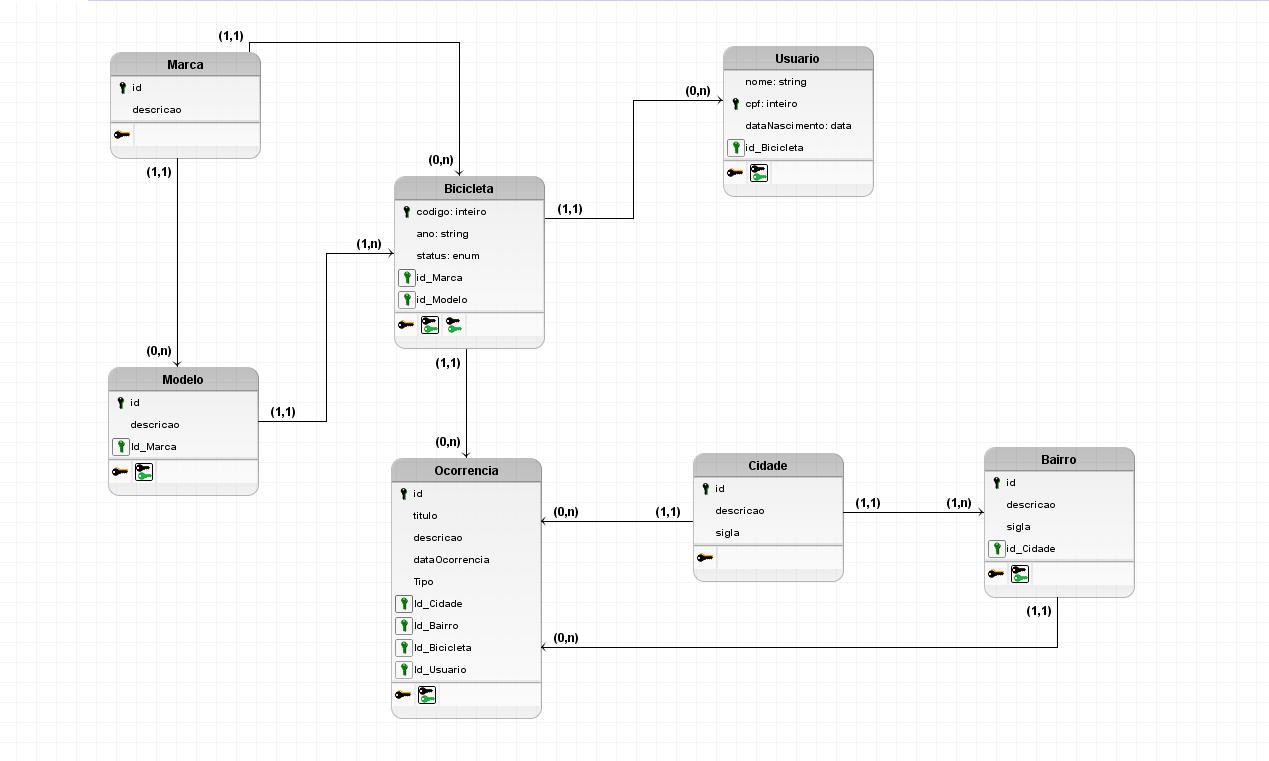 (1,1)
Marca
id
descricao
(1,1)
(0,n)
Usuario
nome: string
cpf: inteiro
dataNascimento: data
id_Bicicleta
(0,n)
Bicicleta
codigo: inteiro
ano: string
status: enum
id_Marca
id_Modelo
(1,1)
(1,n)
(0,n)
Modelo
id
descricao
Id_Marca
(1,1)
(1,1)
(0,n)
Ocorrencia
id
titulo
descricao
dataOcorrencia
Tipo
Id_Cidade
Id_Bairro
Id_Bicicleta
Id_Usuario
(0,n)
(1,1)
Cidade
id
descricao
sigla
(1,1)
(1,n)
Bairro
id
descricao
sigla
id_Cidade
(1,1)
(0,n)